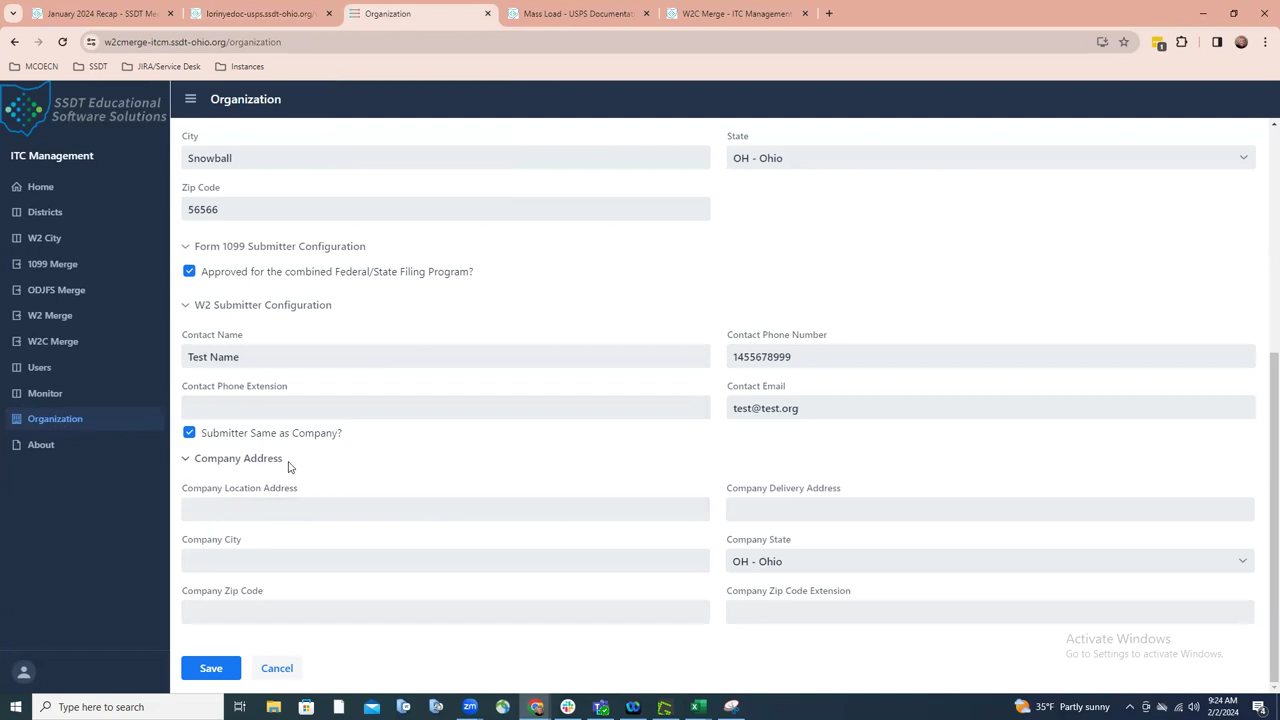 January 2024 Recap - SSDT Me
lorinyedoc-usps.ssdt-ohio.org/
Organization
Mass Load - USPS Documentat
W2C Merge - ITC Management
w2cmerge-itcm.ssdt-ohio.org/organization
MCOECN
SSDT
JIRA/Service Desk
Instances
SSDT Educational
Software Solutions
Organization
ITC Management
Home
Districts
W2 City
1099 Merge
ODJFS Merge
W2 Merge
W2C Merge
Users
Monitor
Organization
About
City
State
Snowball
OH - Ohio
Zip Code
56566
Form 1099 Submitter Configuration
Approved for the combined Federal/State Filing Program?
W2 Submitter Configuration
Contact Name
Contact Phone Number
Test Name
1455678999
Contact Phone Extension
Contact Email
test@test.org
Submitter Same as Company?
Company Address
Company Location Address
Company Delivery Address
Company City
Company State
OH - Ohio
Company Zip Code
Company Zip Code Extension
Save
Cancel
Activate Windows
Go to Settings to activate Windows.
Type here to search
35°F Partly sunny
9:24 AM
2/2/2024